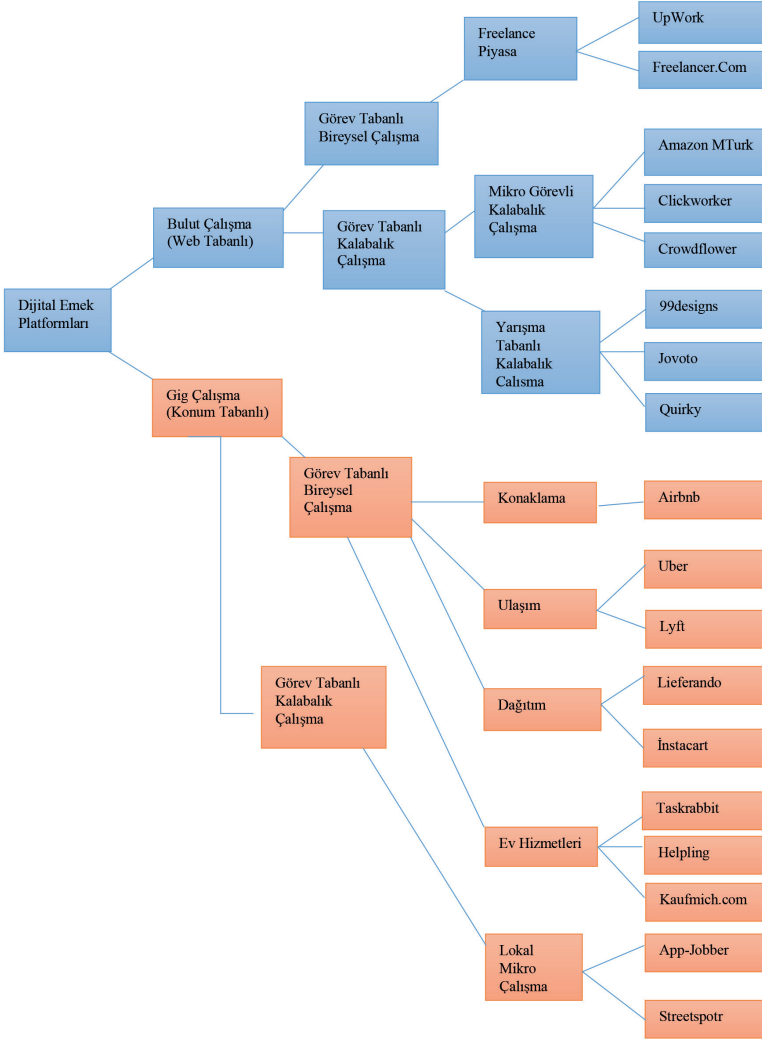 Freelance
Piyasa
UpWork
Freelancer.Com
Görev Tabanlı
Bireysel Çalışma
Amazon MTurk
Mikro Görevli
Kalabalık
Çalışma
Clickworker
Crowdflower
Bulut Çalışma
(Web Tabanlı)
Görev Tabanlı
Kalabalık
Çalışma
Dijital Emek
Platformları
99designs
Yarışma
Tabanlı
Kalabalık
Calısma
Jovoto
Quirky
Gig Çalışma
(Konum Tabanlı)
Görev Tabanlı
Bireysel
Çalışma
Konaklama
Airbnb
Uber
Ulaşım
Lyft
Görev Tabanlı
Kalabalık
Çalışma
Lieferando
Dağıtım
İnstacart
Taskrabbit
Ev Hizmetleri
Helpling
Kaufmich.com
Lokal
Mikro
Çalışma
App-Jobber
Streetspotr